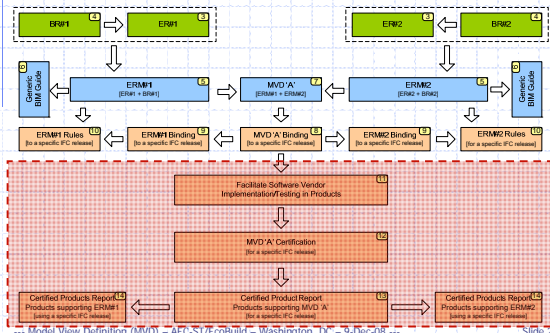 BR#1 4
ER#1 3
ER#2 3
BR#2 4
6
Generic
BIM Guide
ERM#1 5
[ER#1 + BR#1]
MVD 'A' 7
[ERM#1 + ERM#2]
ERM#2 5
[ER#2 + BR#2]
6
Generic
BIM Guide
ERM#1 Rules 10
[to a specific IFC release]
ERM#1 Binding 9
[to a specific IFC release]
MVD 'A' Binding 8
[to a specific IFC release]
ERM#2 Binding 9
[to a specific IFC release]
ERM#2 Rules 10
[for a specific IFC release]
11
Facilitate Software Vendor
Implementation/Testing in Products
12
MVD 'A' Certification
[for a specific IFC release]
Certified Products Report 14
Products supporting ERM#1
[using a specific IFC release]
Certified Product Report 13
Products supporting MVD 'A'
[for a specific IFC release]
Certified Products Report 14
Products supporting ERM#2
[using a specific IFC release]
--- Model View Definition (MVD) – AEC-ST/EcoBuild – Washington, DC – 9-Dec-08 ---
Slide